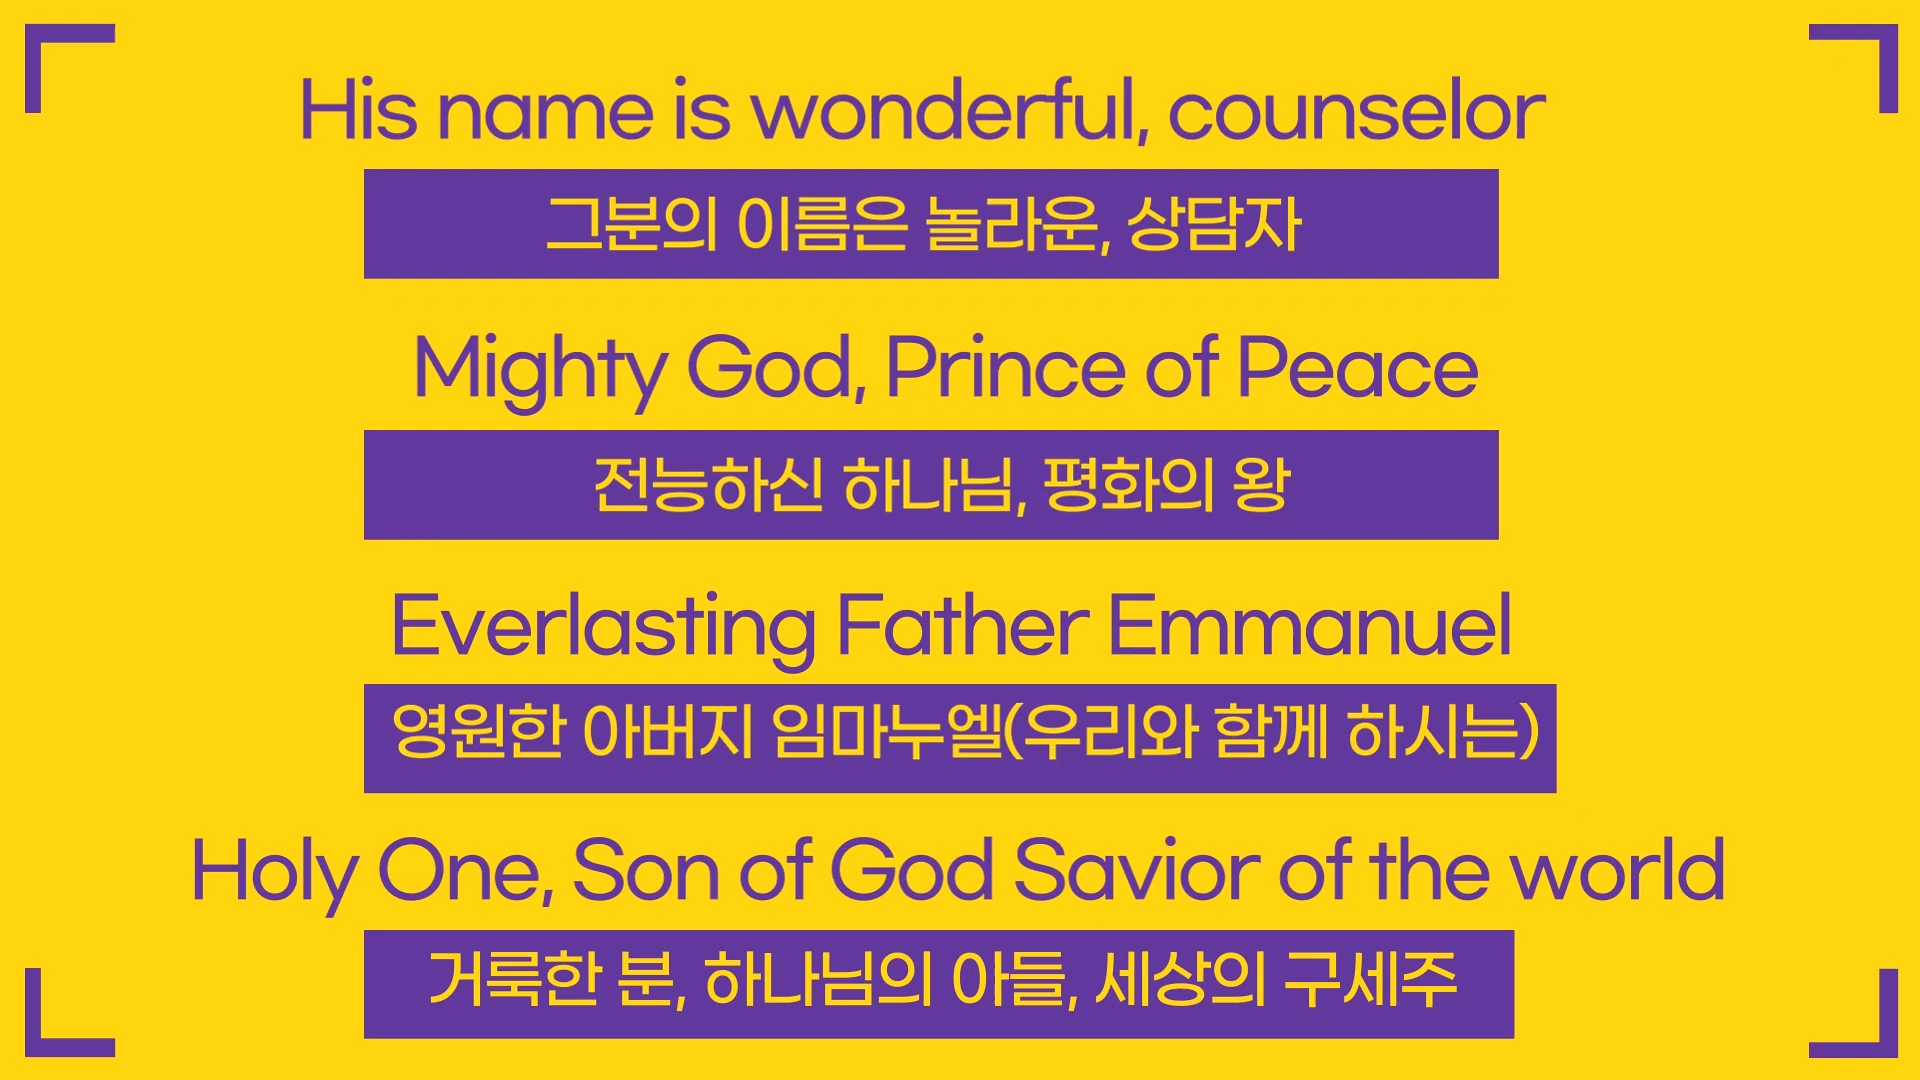 His name is wonderful, counselor
그분의 이름은 놀라운, 상담자
Mighty God, Prince of Peace
전능하신 하나님, 평화의 왕
Everlasting Father Emmanuel
영원한 아버지 임마누엘(우리와 함께 하시는)
Holy One, Son of God Savior of the world
거룩한 분, 하나님의 아들, 세상의 구세주